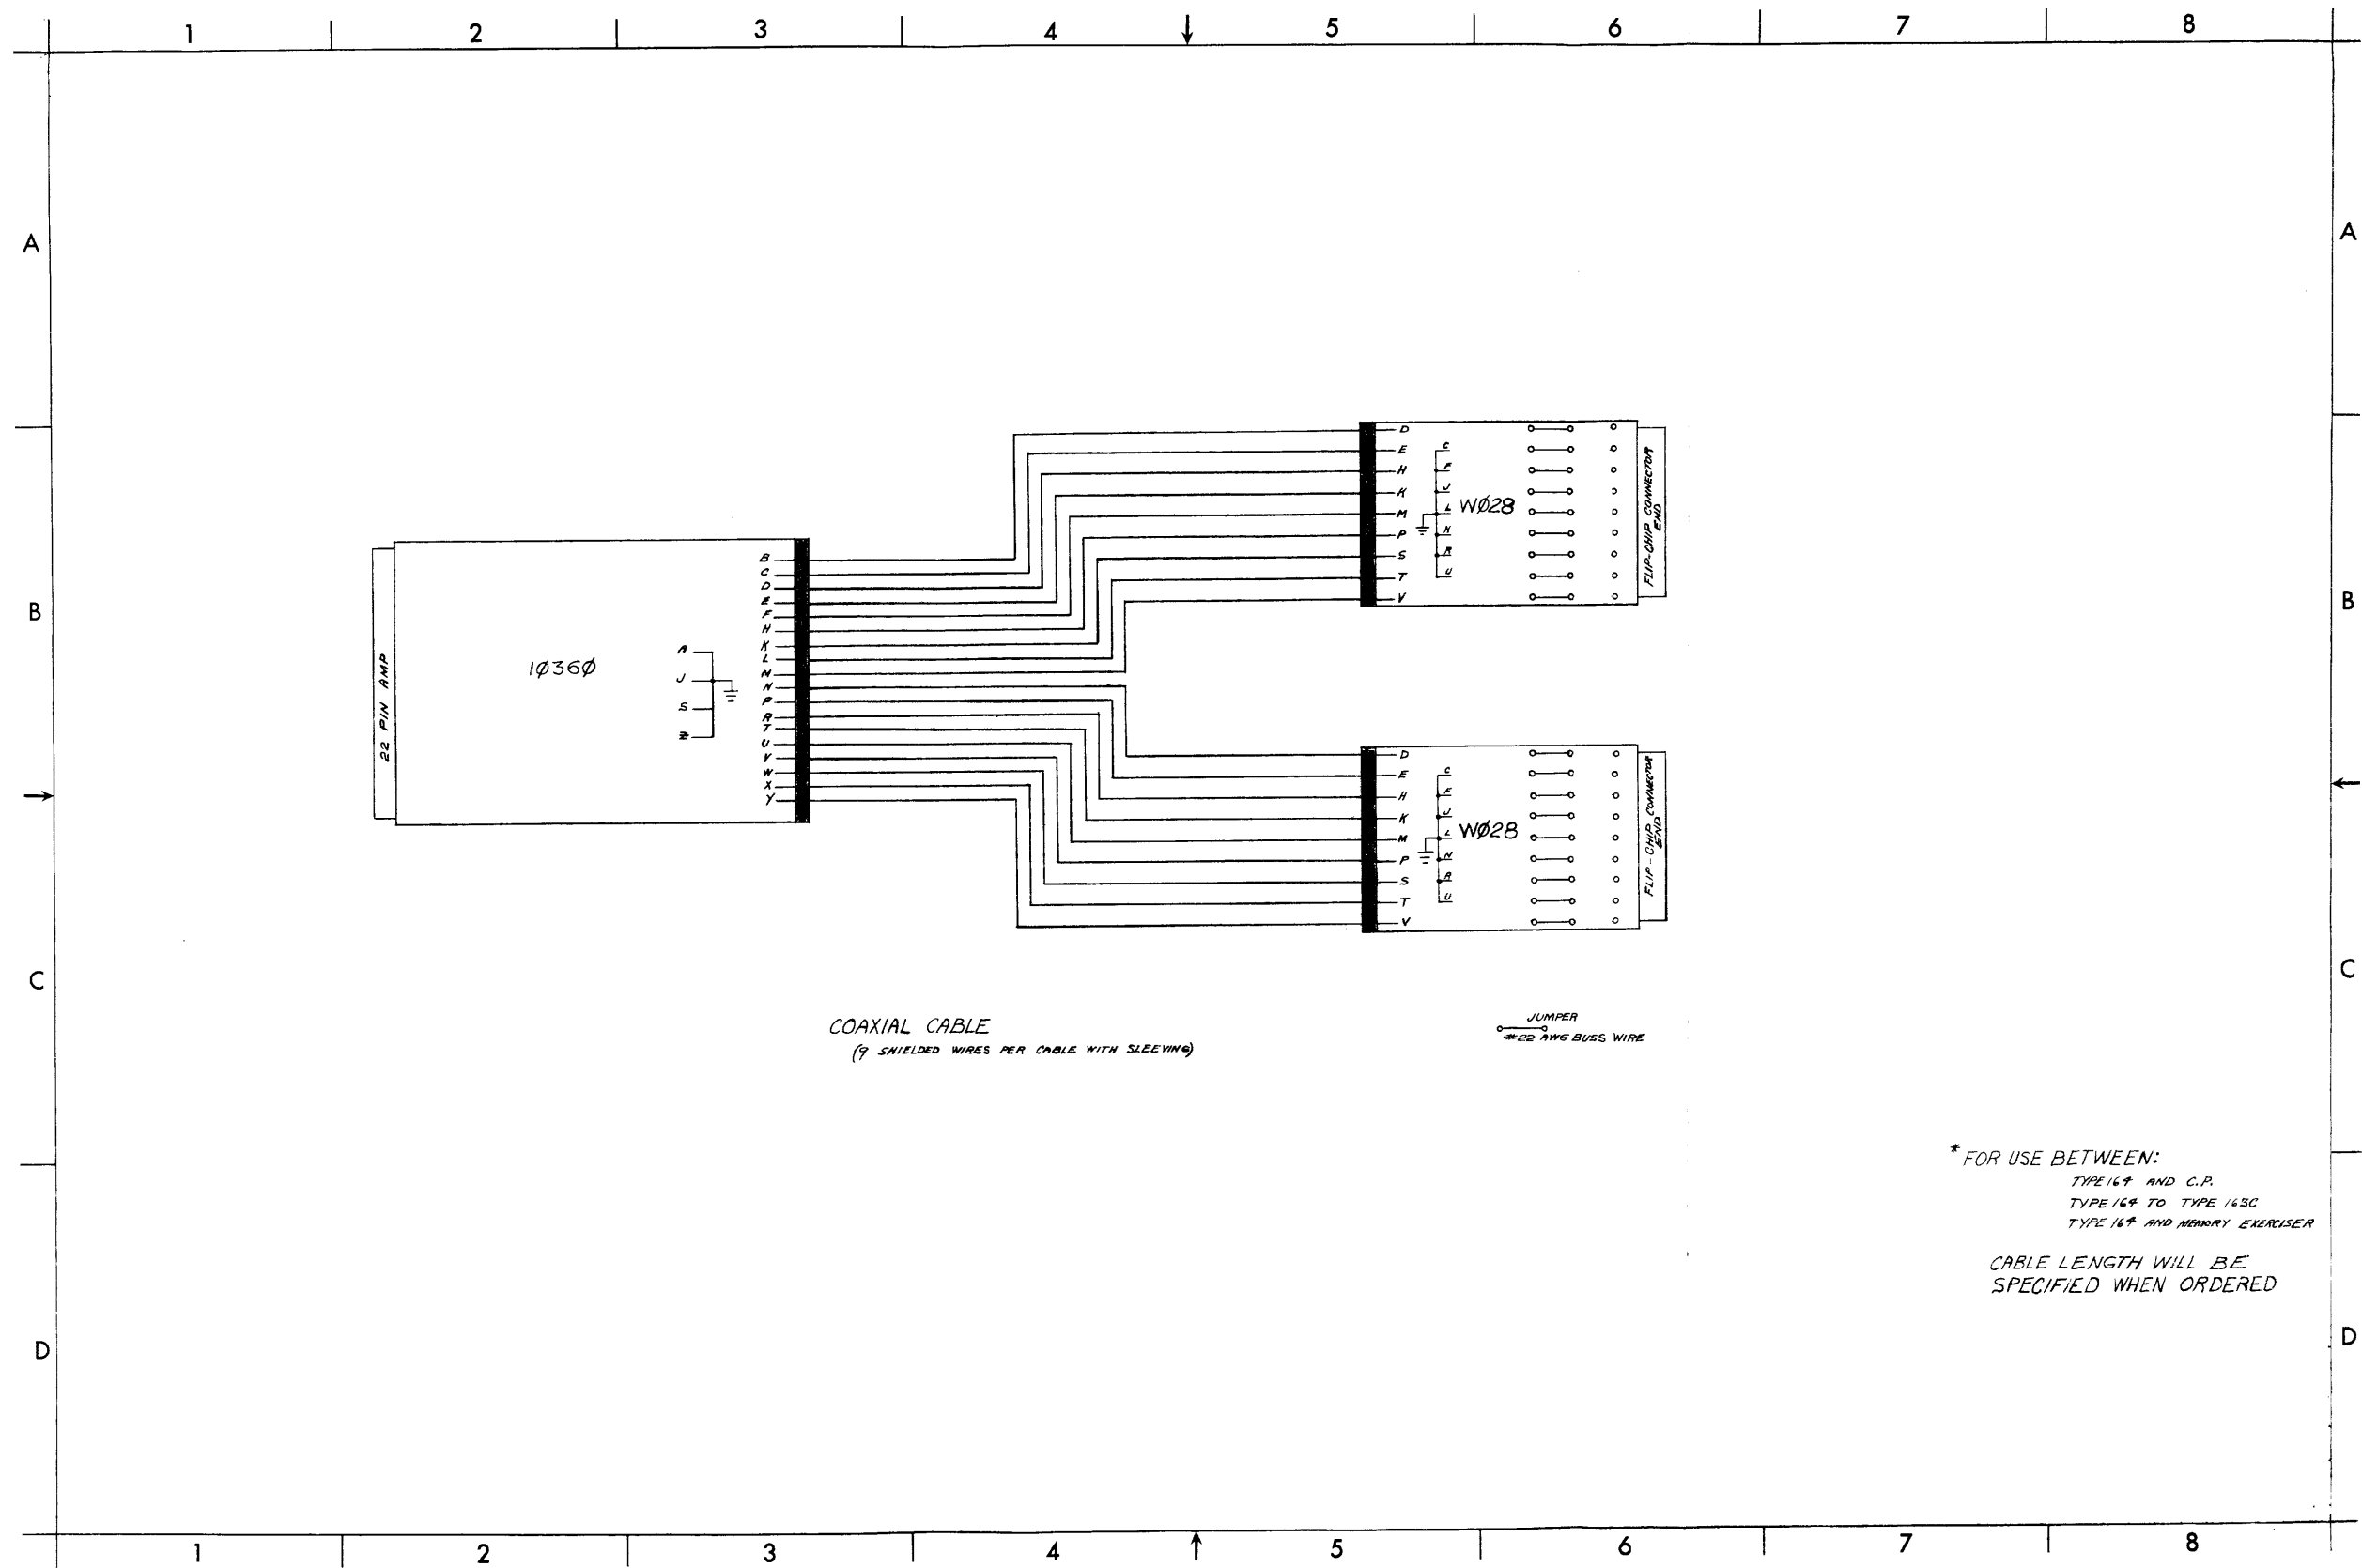 1 2 3 4 5 6 7 8
A A
B B
C C
D D
22 PIN AMP
1Ø36Ø
A
J
S
Z
B
C
D
E
F
H
K
L
M
N
P
R
T
U
V
W
X
Y
D
E
H
K
M
P
S
T
V
C
F
J
L
N
R
U
WØ28
FLIP-CHIP CONNECTOR
END
D
E
H
K
M
P
S
T
V
C
F
J
L
N
R
U
WØ28
FLIP-CHIP CONNECTOR
END
COAXIAL CABLE
(9 SHIELDED WIRES PER CABLE WITH SLEEVING)
JUMPER
#22 AWG BUSS WIRE
* FOR USE BETWEEN:
TYPE 164 AND C.P.
TYPE 164 TO TYPE 163C
TYPE 164 AND MEMORY EXERCISER
CABLE LENGTH WILL BE
SPECIFIED WHEN ORDERED
1 2 3 4 5 6 7 8